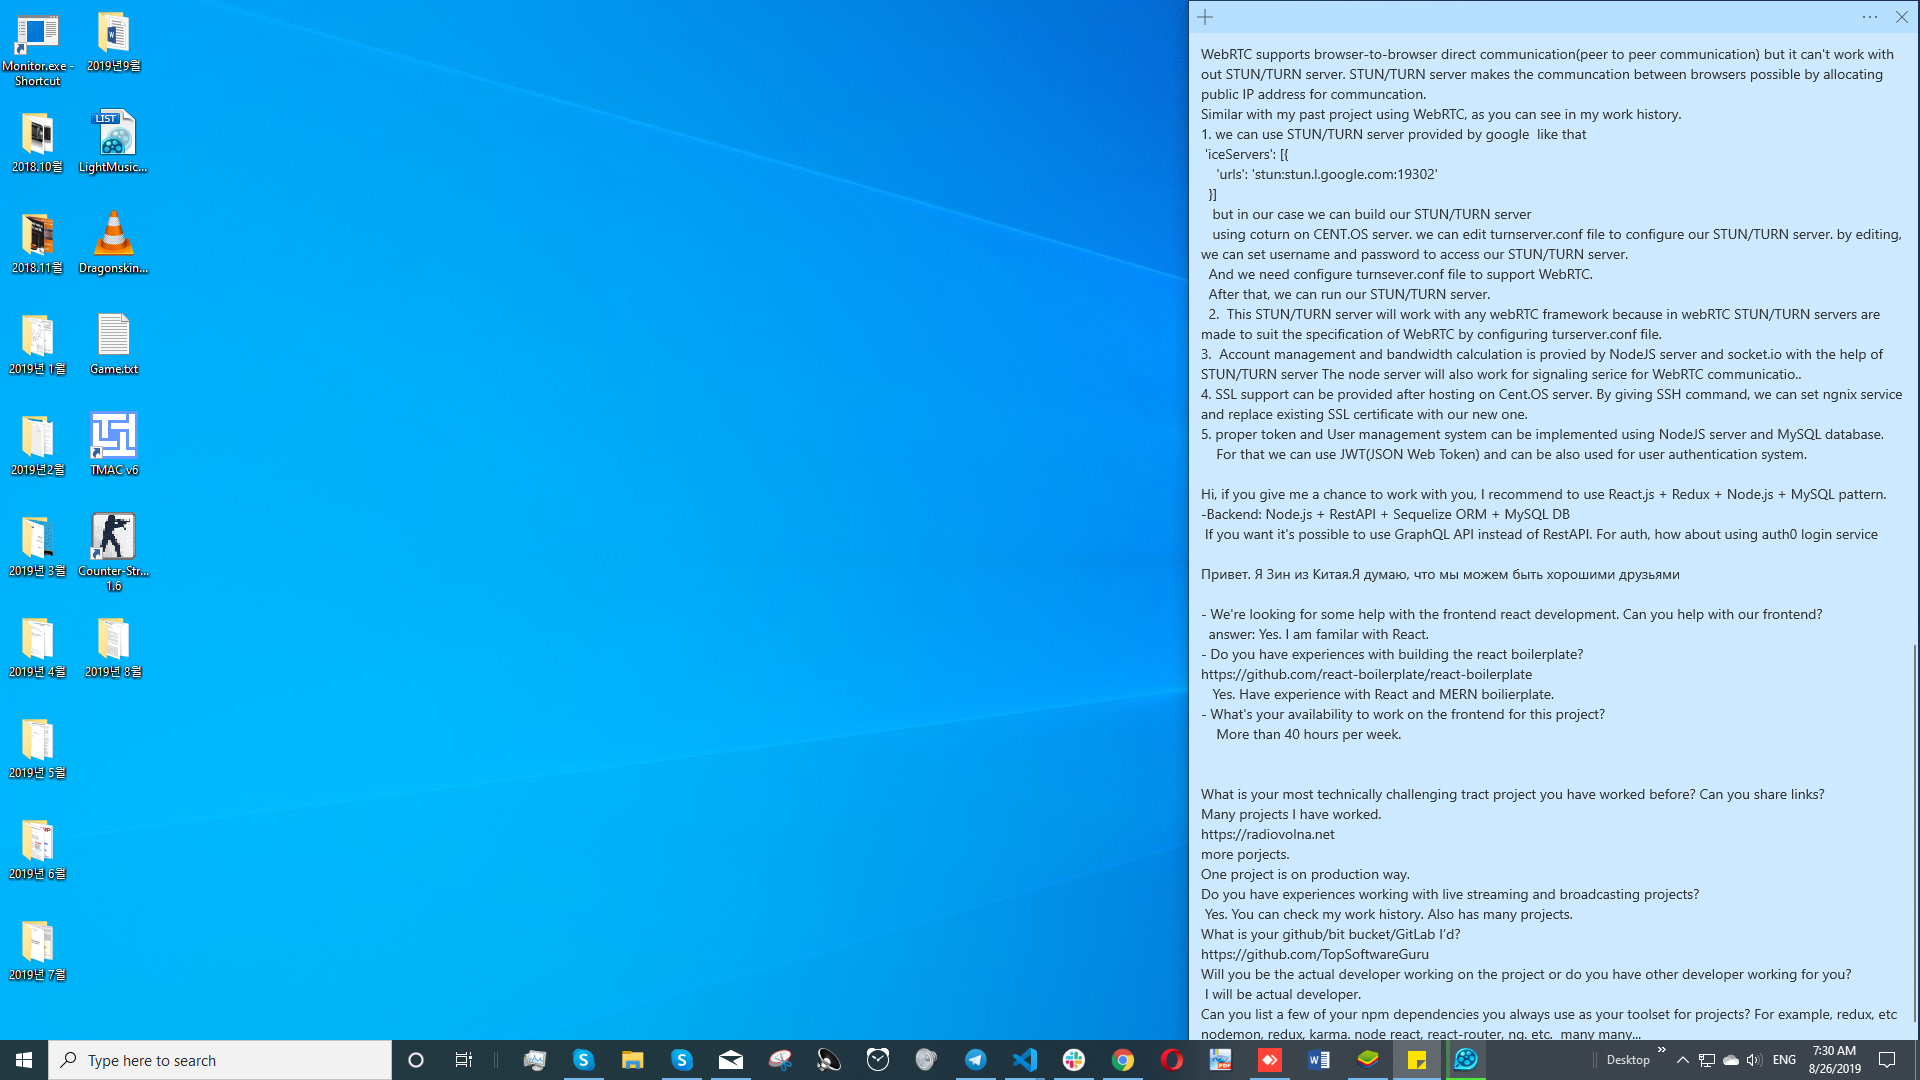 Monitor.exe -
Shortcut
2019년9월
2018.10월
LightMusic...
2018.11월
Dragonskin...
2019년 1월
Game.txt
2019년2월
TMAC v6
2019년 3월
Counter-Str...
1.6
2019년 4월
2019년 8월
2019년 5월
2019년 6월
2019년 7월
LIST
WebRTC supports browser-to-browser direct communication(peer to peer communication) but it can't work with
out STUN/TURN server. STUN/TURN server makes the communcation between browsers possible by allocating
public IP address for communcation.
Similar with my past project using WebRTC, as you can see in my work history.
1. we can use STUN/TURN server provided by google  like that
'iceServers': [{
'urls': 'stun:stun.l.google.com:19302'
}]
but in our case we can build our STUN/TURN server
using coturn on CENT.OS server. we can edit turnserver.conf file to configure our STUN/TURN server. by editing,
we can set username and password to access our STUN/TURN server.
And we need configure turnsever.conf file to support WebRTC.
After that, we can run our STUN/TURN server.
2.  This STUN/TURN server will work with any webRTC framework because in webRTC STUN/TURN servers are
made to suit the specification of WebRTC by configuring turserver.conf file.
3.  Account management and bandwidth calculation is provied by NodeJS server and socket.io with the help of
STUN/TURN server The node server will also work for signaling serice for WebRTC communicatio..
4. SSL support can be provided after hosting on Cent.OS server. By giving SSH command, we can set ngnix service
and replace existing SSL certificate with our new one.
5. proper token and User management system can be implemented using NodeJS server and MySQL database.
For that we can use JWT(JSON Web Token) and can be also used for user authentication system.
Hi, if you give me a chance to work with you, I recommend to use React.js + Redux + Node.js + MySQL pattern.
-Backend: Node.js + RestAPI + Sequelize ORM + MySQL DB
If you want it's possible to use GraphQL API instead of RestAPI. For auth, how about using auth0 login service
Привет. Я Зин из Китая.Я думаю, что мы можем быть хорошими друзьями
- We're looking for some help with the frontend react development. Can you help with our frontend?
answer: Yes. I am familar with React.
- Do you have experiences with building the react boilerplate?
https://github.com/react-boilerplate/react-boilerplate
Yes. Have experience with React and MERN boilierplate.
- What's your availability to work on the frontend for this project?
More than 40 hours per week.
What is your most technically challenging tract project you have worked before? Can you share links?
Many projects I have worked.
https://radiovolna.net
more porjects.
One project is on production way.
Do you have experiences working with live streaming and broadcasting projects?
Yes. You can check my work history. Also has many projects.
What is your github/bit bucket/GitLab I'd?
https://github.com/TopSoftwareGuru
Will you be the actual developer working on the project or do you have other developer working for you?
I will be actual developer.
Can you list a few of your npm dependencies you always use as your toolset for projects? For example, redux, etc
nodemon, redux, karma, node react, react-router, ng, etc.  many many...
Type here to search
Desktop
ENG
7:30 AM
8/26/2019